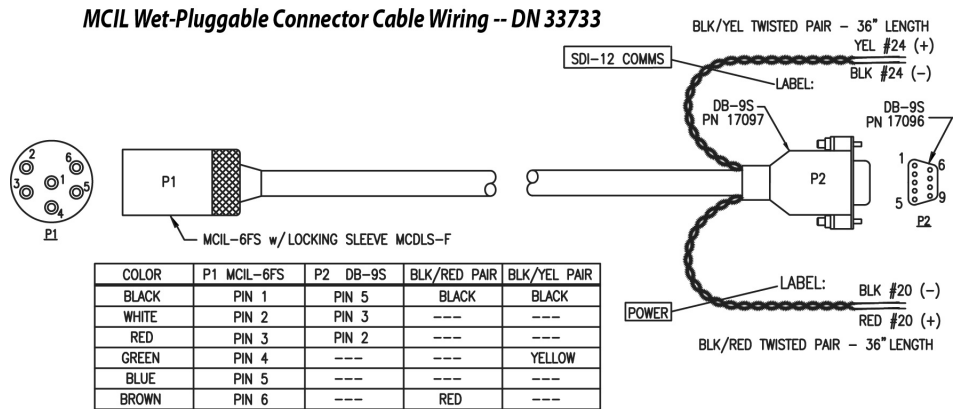 MCIL Wet-Pluggable Connector Cable Wiring -- DN 33733
BLK/YEL TWISTED PAIR – 36” LENGTH
YEL #24 (+)
SDI-12 COMMS
BLK #24 (–)
LABEL:
DB-9S
PN 17097
DB-9S
PN 17096
2
6
1
3
5
4
P1
P1
P2
1
6
5
9
P2
MCIL-6FS w/LOCKING SLEEVE MCDLS-F
COLOR P1 MCIL-6FS P2 DB-9S BLK/RED PAIR BLK/YEL PAIR
BLACK PIN 1 PIN 5 BLACK BLACK
WHITE PIN 2 PIN 3 --- ---
RED PIN 3 PIN 2 --- ---
GREEN PIN 4 --- --- YELLOW
BLUE PIN 5 --- --- ---
BROWN PIN 6 --- RED ---
LABEL:
POWER
BLK #20 (–)
RED #20 (+)
BLK/RED TWISTED PAIR – 36” LENGTH